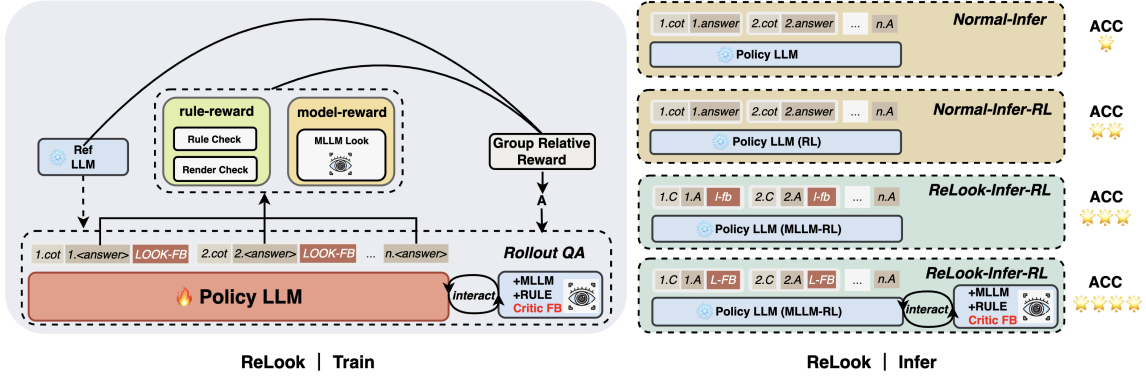 rule-reward
Rule Check
Render Check
model-reward
MLLM Look
Ref
LLM
Group Relative
Reward
A
1.cot 1.<answer> LOOK-FB 2.cot 2.<answer> LOOK-FB ... n.<answer>
Rollout QA
Policy LLM
interact
+MLLM
+RULE
Critic FB
ReLook | Train
1.cot 1.answer 2.cot 2.answer ... n.A
Normal-Infer
Policy LLM
ACC
1.cot 1.answer 2.cot 2.answer ... n.A
Normal-Infer-RL
Policy LLM (RL)
ACC
1.C 1.A l-fb 2.C 2.A l-fb ... n.A
ReLook-Infer-RL
Policy LLM (MLLM-RL)
ACC
1.C 1.A L-FB 2.C 2.A L-FB ... n.A
ReLook-Infer-RL
Policy LLM (MLLM-RL)
interact
+MLLM
+RULE
Critic FB
ACC
ReLook | Infer